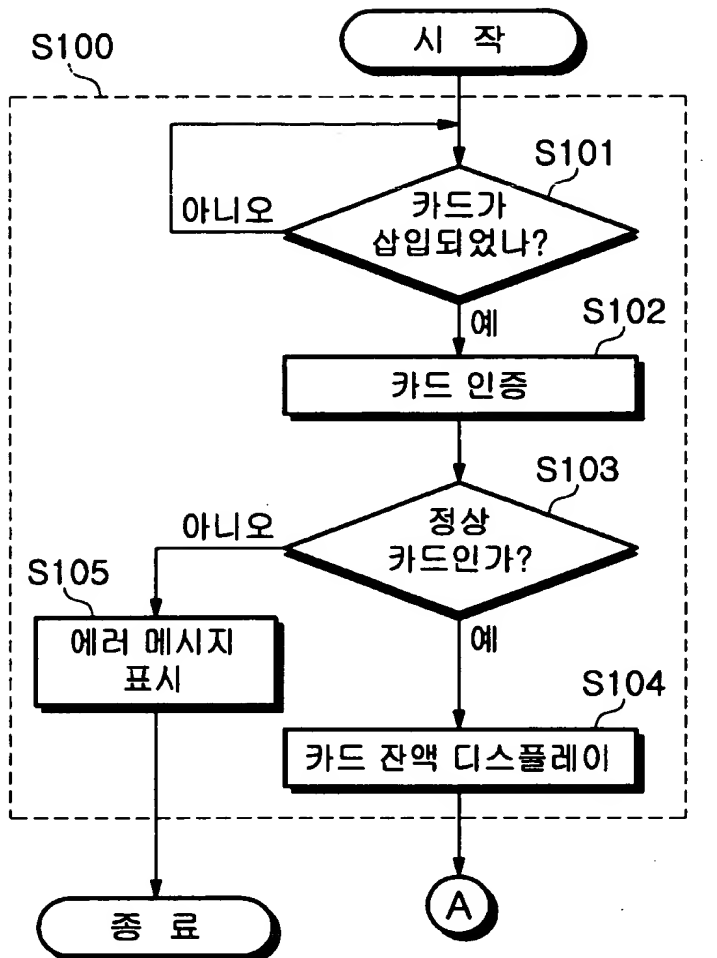 시 작
S100
S101
카드가
삽입되었나?
아니오
예
S102
카드 인증
S103
정상
카드인가?
아니오
S105
에러 메시지
표시
예
S104
카드 잔액 디스플레이
A
종 료